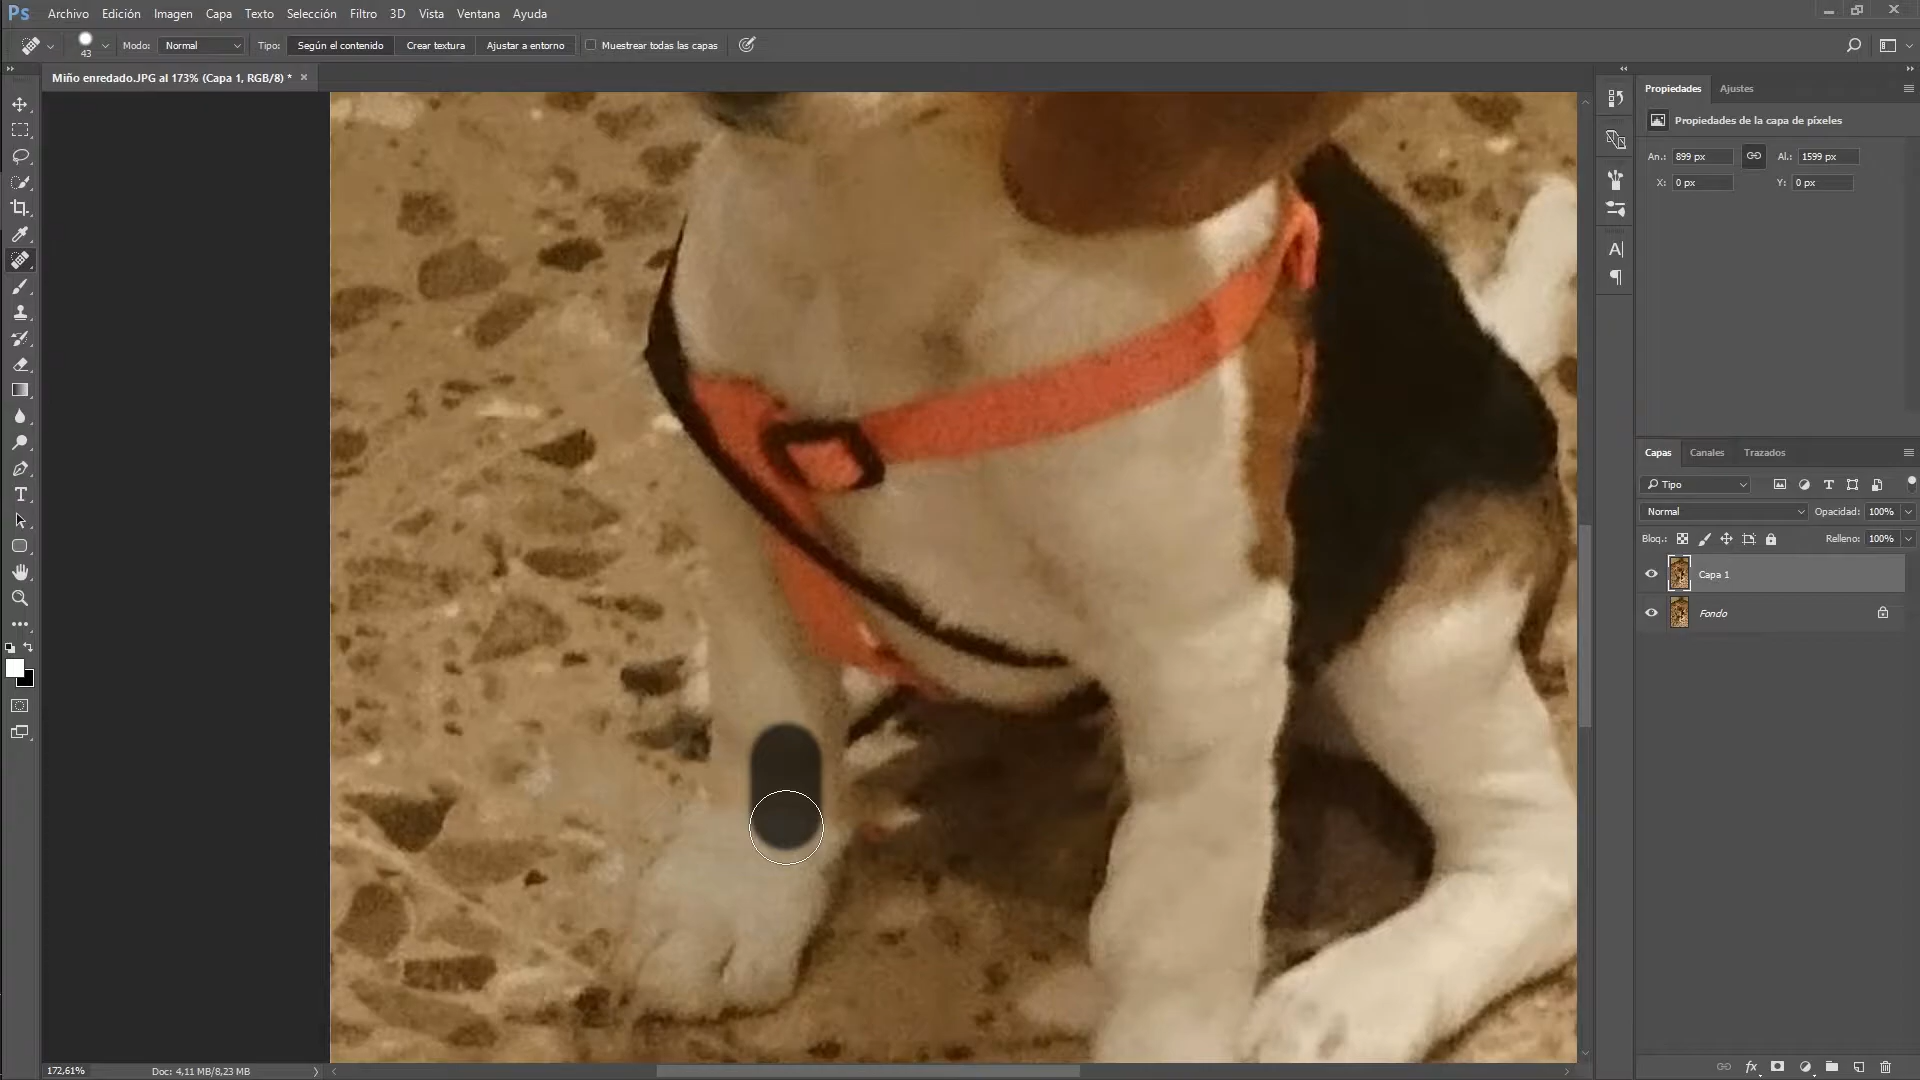 Ps Archivo Edición Imagen Capa Texto Selección Filtro 3D Vista Ventana Ayuda
43 Modo: Normal Tipo: Según el contenido Crear textura Ajustar a entorno Muestrear todas las capas
Miño enredado.JPG al 173% (Capa 1, RGB/8) * ×
Propiedades Ajustes
Propiedades de la capa de píxeles
An.: 899 px Al.: 1599 px
X: 0 px Y: 0 px
Capas Canales Trazados
Tipo
Normal Opacidad: 100%
Bloq.: Relleno: 100%
Capa 1
Fondo
fx
172,61% Doc: 4,11 MB/8,23 MB